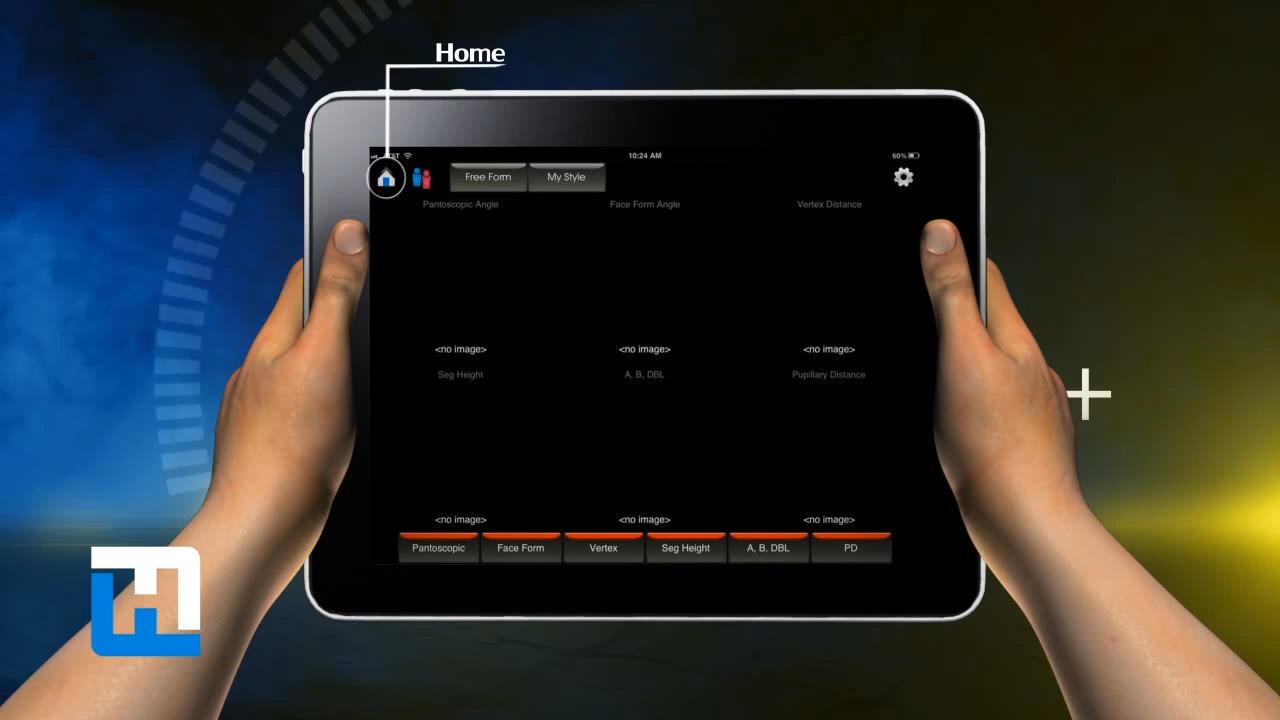 Home
AT&T
10:24 AM
60%
Free Form
My Style
Pantoscopic Angle
Face Form Angle
Vertex Distance
<no image>
<no image>
<no image>
Seg Height
A, B, DBL
Pupillary Distance
<no image>
<no image>
<no image>
Pantoscopic
Face Form
Vertex
Seg Height
A, B, DBL
PD